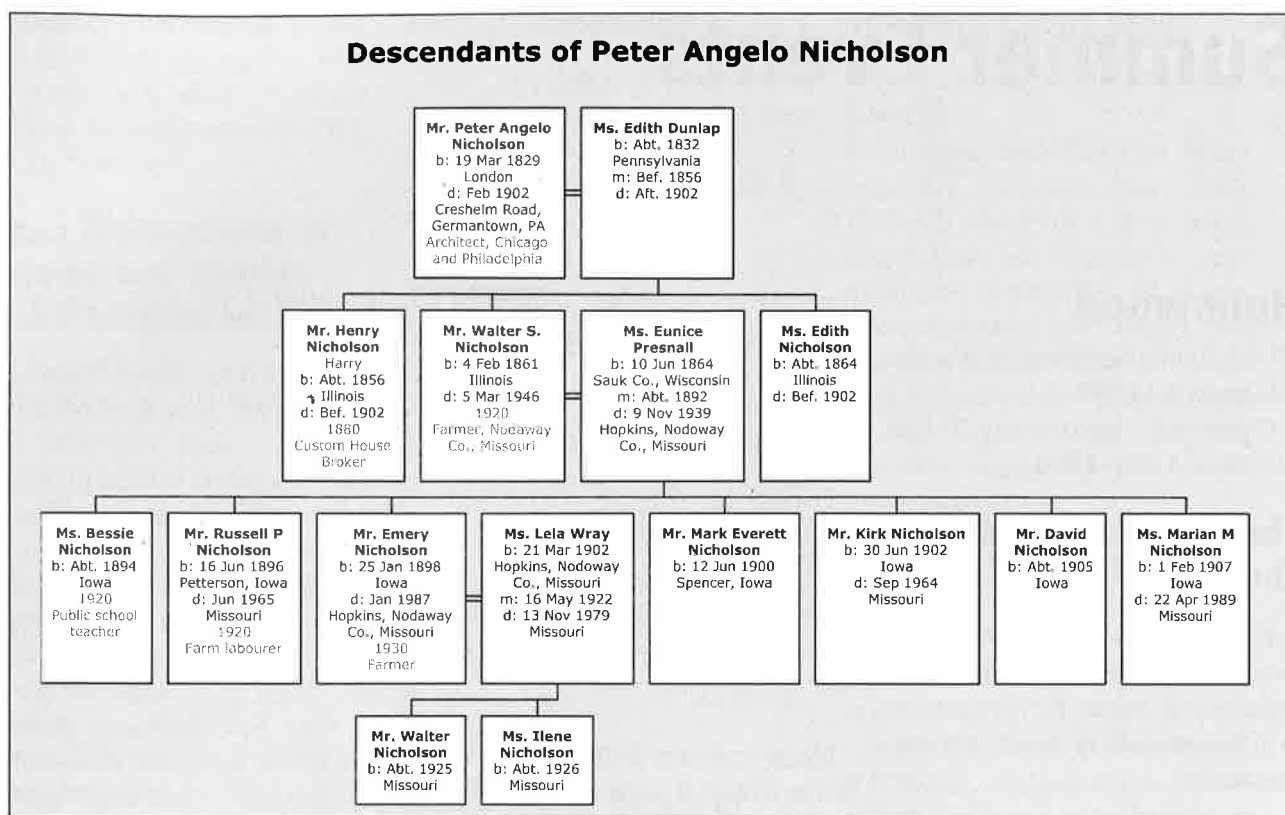 Descendants of Peter Angelo Nicholson
Mr. Peter Angelo
Nicholson
b: 19 Mar 1829
London
d: Feb 1902
Creshelm Road,
Germantown, PA
Architect, Chicago
and Philadelphia
Ms. Edith Dunlap
b: Abt. 1832
Pennsylvania
m: Bef. 1856
d: Aft. 1902
Mr. Henry
Nicholson
Harry
b: Abt. 1856
Illinois
d: Bef. 1902
1880
Custom House
Broker
Mr. Walter S.
Nicholson
b: 4 Feb 1861
Illinois
d: 5 Mar 1946
1920
Farmer, Nodaway
Co., Missouri
Ms. Eunice
Presnall
b: 10 Jun 1864
Sauk Co., Wisconsin
m: Abt. 1892
d: 9 Nov 1939
Hopkins, Nodoway
Co., Missouri
Ms. Edith
Nicholson
b: Abt. 1864
Illinois
d: Bef. 1902
Ms. Bessie
Nicholson
b: Abt. 1894
Iowa
1920
Public school
teacher
Mr. Russell P
Nicholson
b: 16 Jun 1896
Petterson, Iowa
d: Jun 1965
Missouri
1920
Farm labourer
Mr. Emery
Nicholson
b: 25 Jan 1898
Iowa
d: Jan 1987
Hopkins, Nodaway
Co., Missouri
1930
Farmer
Ms. Lela Wray
b: 21 Mar 1902
Hopkins, Nodoway
Co., Missouri
m: 16 May 1922
d: 13 Nov 1979
Missouri
Mr. Mark Everett
Nicholson
b: 12 Jun 1900
Spencer, Iowa
Mr. Kirk Nicholson
b: 30 Jun 1902
Iowa
d: Sep 1964
Missouri
Mr. David
Nicholson
b: Abt. 1905
Iowa
Ms. Marian M
Nicholson
b: 1 Feb 1907
Iowa
d: 22 Apr 1989
Missouri
Mr. Walter
Nicholson
b: Abt. 1925
Missouri
Ms. Ilene
Nicholson
b: Abt. 1926
Missouri